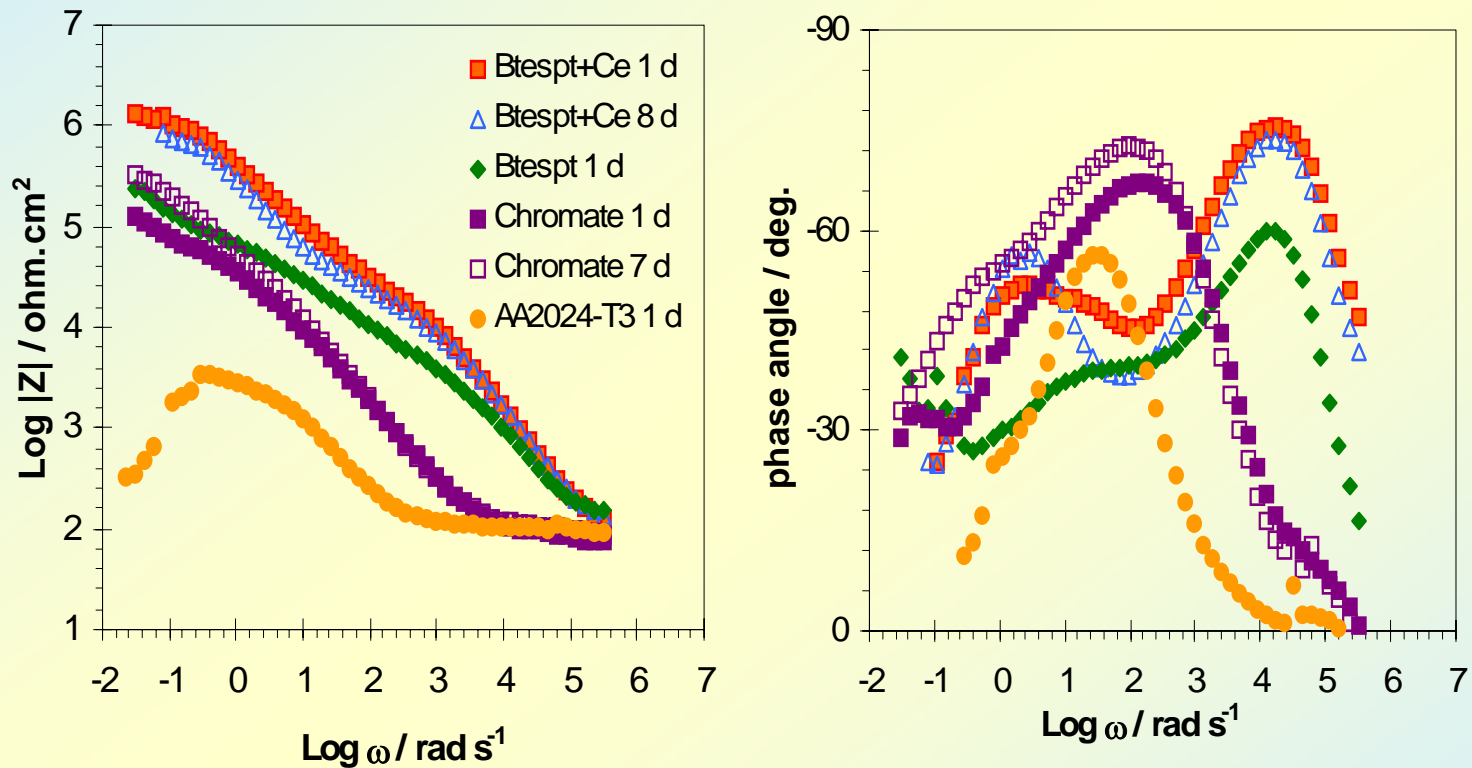 7
6
5
4
3
2
1
-2 -1 0 1 2 3 4 5 6 7
Log |Z| / ohm.cm²
Log ω / rad s⁻¹
Btespt+Ce 1 d
Btespt+Ce 8 d
Btespt 1 d
Chromate 1 d
Chromate 7 d
AA2024-T3 1 d
-90
-60
-30
0
-2 -1 0 1 2 3 4 5 6 7
phase angle / deg.
Log ω / rad s⁻¹